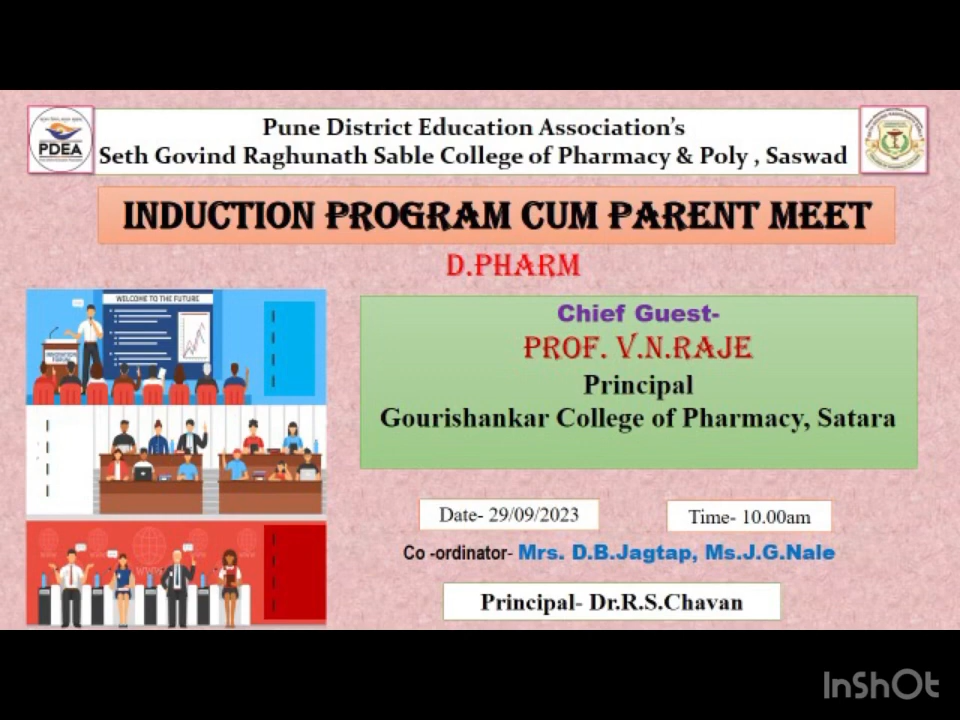 Pune District Education Association's
PDEA
Seth Govind Raghunath Sable College of Pharmacy & Poly , Saswad
INDUCTION PROGRAM CUM PARENT MEET
D.PHARM
WELCOME TO THE FUTURE
Chief Guest-
PROF. V.N.RAJE
Principal
Gourishankar College of Pharmacy, Satara
Date- 29/09/2023
Time- 10.00am
Co -ordinator- Mrs. D.B.Jagtap, Ms.J.G.Nale
Principal- Dr.R.S.Chavan
InShOt